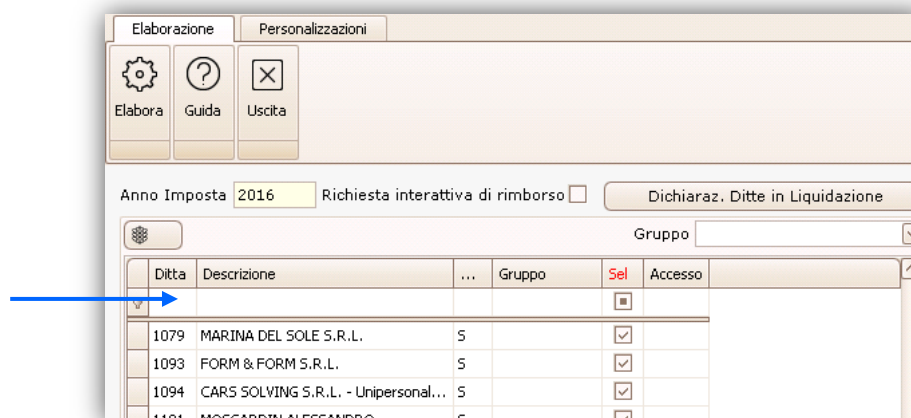 Elaborazione Personalizzazioni
Elabora Guida Uscita
Anno Imposta 2016 Richiesta interattiva di rimborso Dichiaraz. Ditte in Liquidazione
Gruppo
Ditta Descrizione ... Gruppo Sel Accesso
1079 MARINA DEL SOLE S.R.L. S
1093 FORM & FORM S.R.L. S
1094 CARS SOLVING S.R.L. - Unipersonal... S